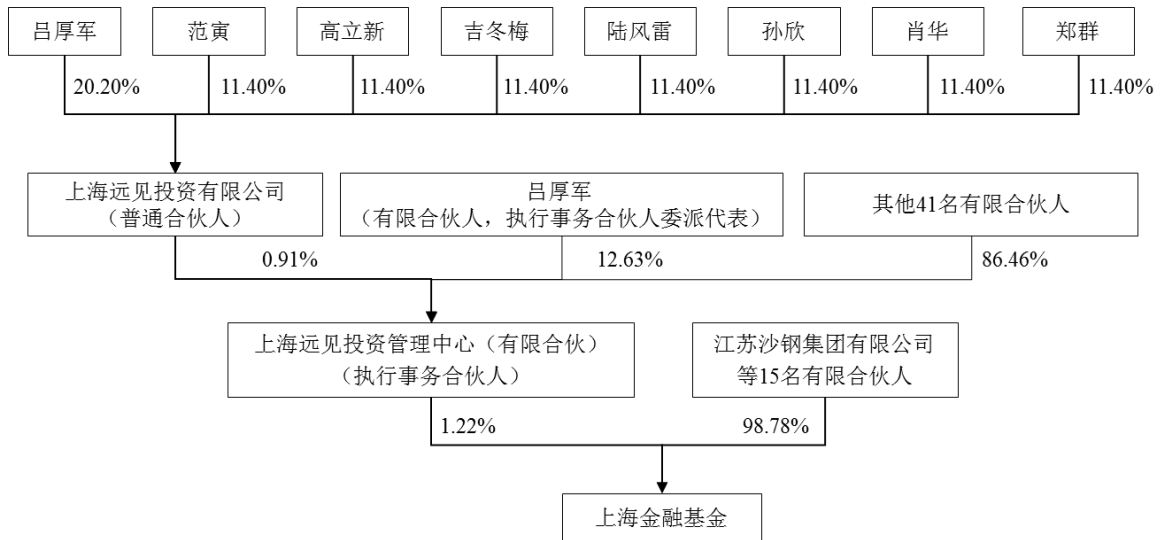 吕厚军
范寅
高立新
吉冬梅
陆风雷
孙欣
肖华
郑群
20.20%
11.40%
11.40%
11.40%
11.40%
11.40%
11.40%
11.40%
上海远见投资有限公司
（普通合伙人）
吕厚军
（有限合伙人，执行事务合伙人委派代表）
其他41名有限合伙人
0.91%
12.63%
86.46%
上海远见投资管理中心（有限合伙）
（执行事务合伙人）
江苏沙钢集团有限公司
等15名有限合伙人
1.22%
98.78%
上海金融基金